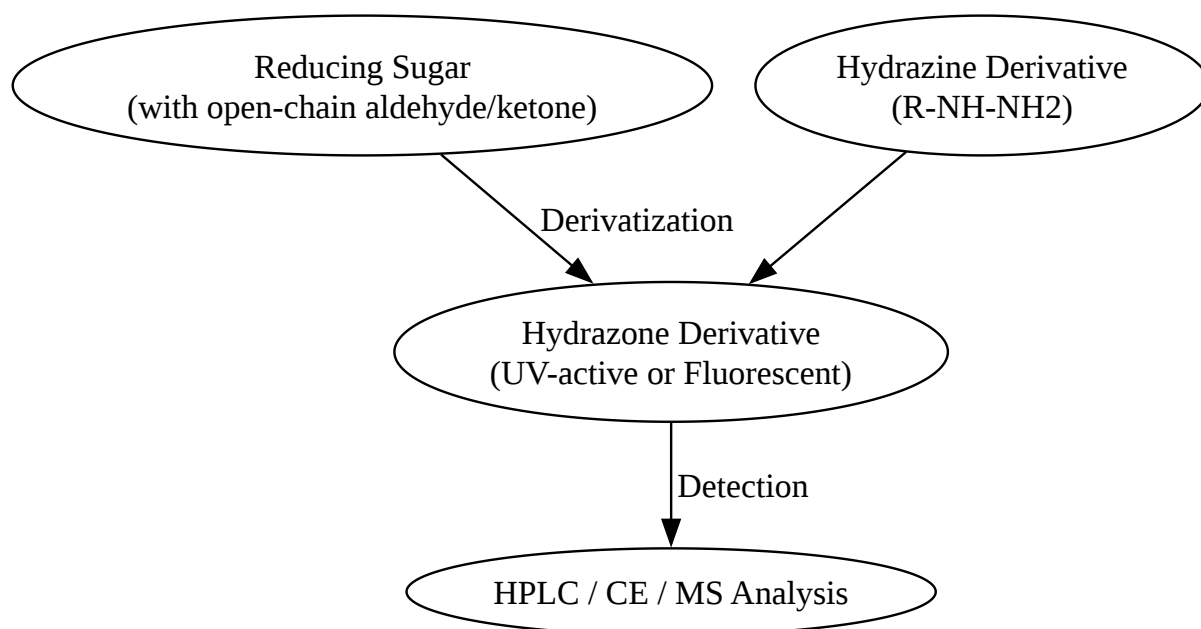 Reducing Sugar
(with open-chain aldehyde/ketone)
Hydrazine Derivative
(R-NH-NH2)
Derivatization
Hydrazone Derivative
(UV-active or Fluorescent)
Detection
HPLC / CE / MS Analysis